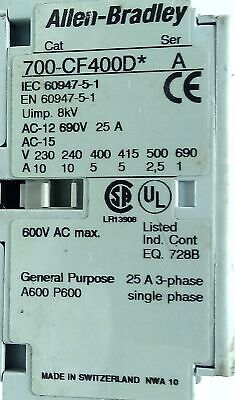 Allen-Bradley
Cat Ser
700-CF400D* A
IEC 60947-5-1
EN 60947-5-1
Uimp. 8kV
AC-12 690V 25 A
AC-15
V 230 240 400 415 500 690
A 10 10 5 5 2,5 1
CE
SA UL
LR13908
600V AC max. Listed
Ind. Cont
EQ. 728B
General Purpose 25 A 3-phase
A600 P600 single phase
MADE IN SWITZERLAND NWA 10